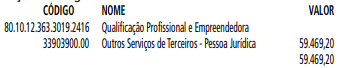 CÓDIGO NOME VALOR
80.10.12.363.3019.2416 Qualificação Profissional e Empreendedora
33903900.00 Outros Serviços de Terceiros - Pessoa Jurídica 59.469,20
59.469,20